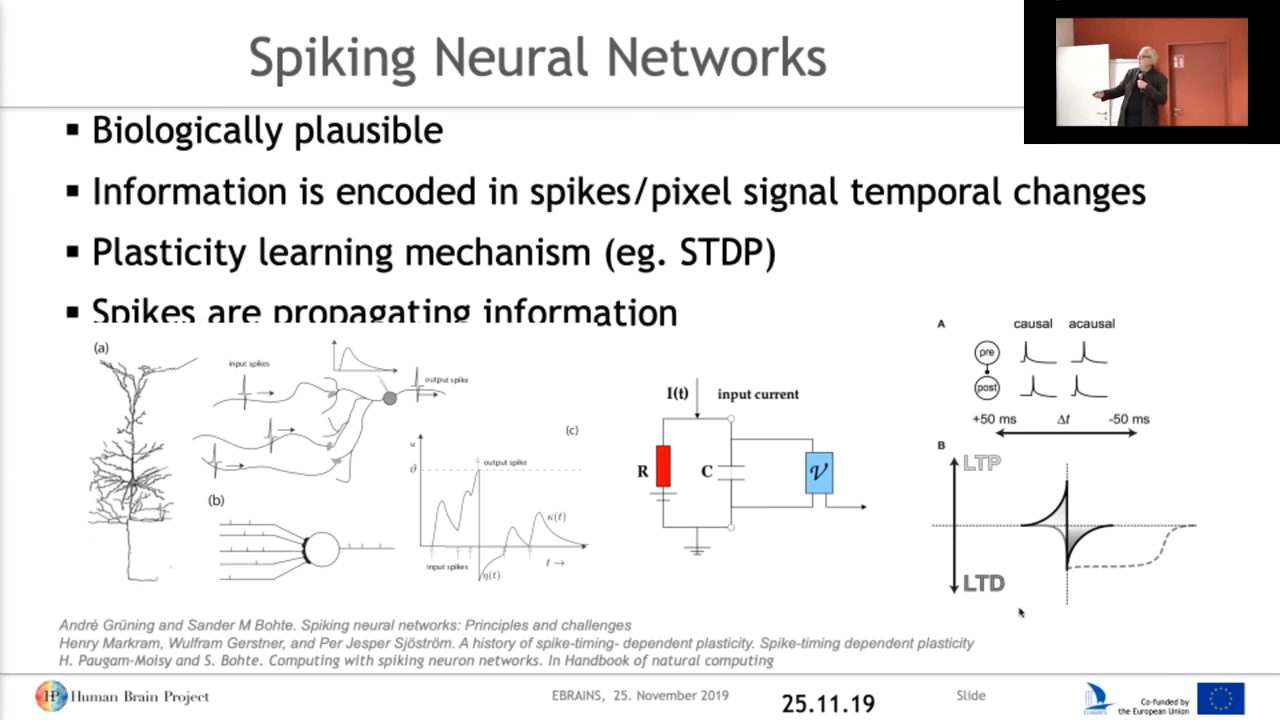 Spiking Neural Networks
▪ Biologically plausible
▪ Information is encoded in spikes/pixel signal temporal changes
▪ Plasticity learning mechanism (eg. STDP)
▪ Spikes are propagating information
(a)
input spikes
output spike
(b)
(c)
u
ϑ
output spike
κ(t)
input spikes
η(t)
t →
I(t)
input current
R
C
V
A
causal
acausal
pre
post
+50 ms
Δt
-50 ms
B
LTP
LTD
André Grüning and Sander M Bohte. Spiking neural networks: Principles and challenges
Henry Markram, Wulfram Gerstner, and Per Jesper Sjöström. A history of spike-timing- dependent plasticity. Spike-timing dependent plasticity
H. Paugam-Moisy and S. Bohte. Computing with spiking neuron networks. In Handbook of natural computing
Human Brain Project
EBRAINS, 25. November 2019
25.11.19
Slide
Co-funded by
the European Union